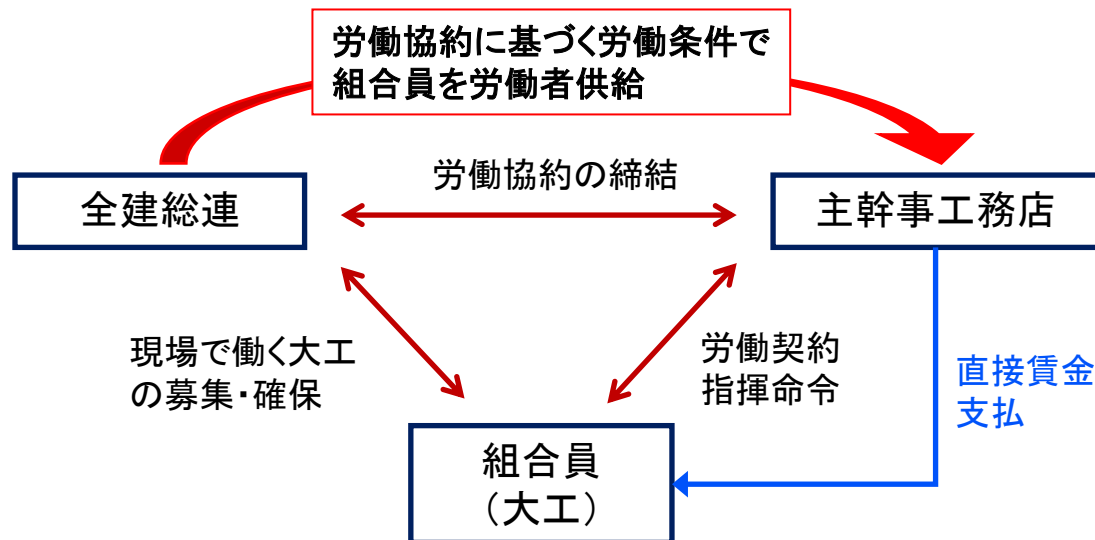 労働協約に基づく労働条件で
組合員を労働者供給
労働協約の締結
全建総連
主幹事工務店
現場で働く大工
の募集・確保
労働契約
指揮命令
直接賃金
支払
組合員
（大工）